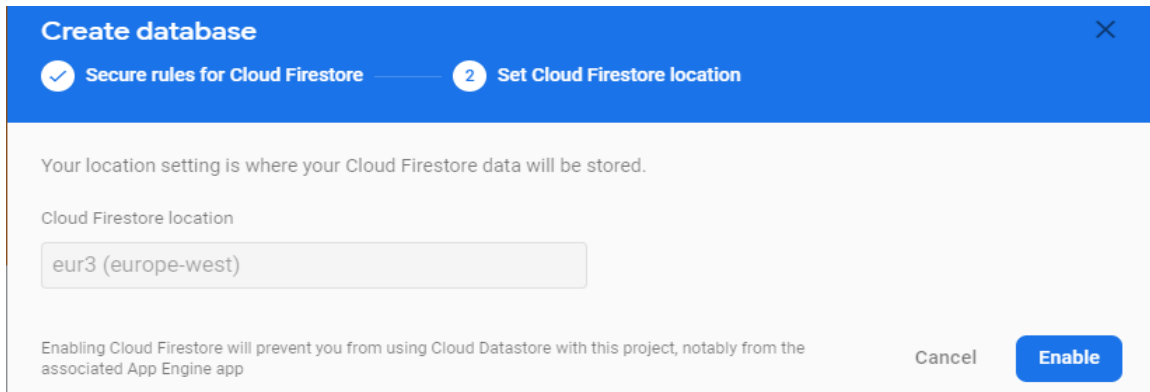 Create database
Secure rules for Cloud Firestore
2 Set Cloud Firestore location
Your location setting is where your Cloud Firestore data will be stored.
Cloud Firestore location
eur3 (europe-west)
Enabling Cloud Firestore will prevent you from using Cloud Datastore with this project, notably from the
associated App Engine app
Cancel
Enable